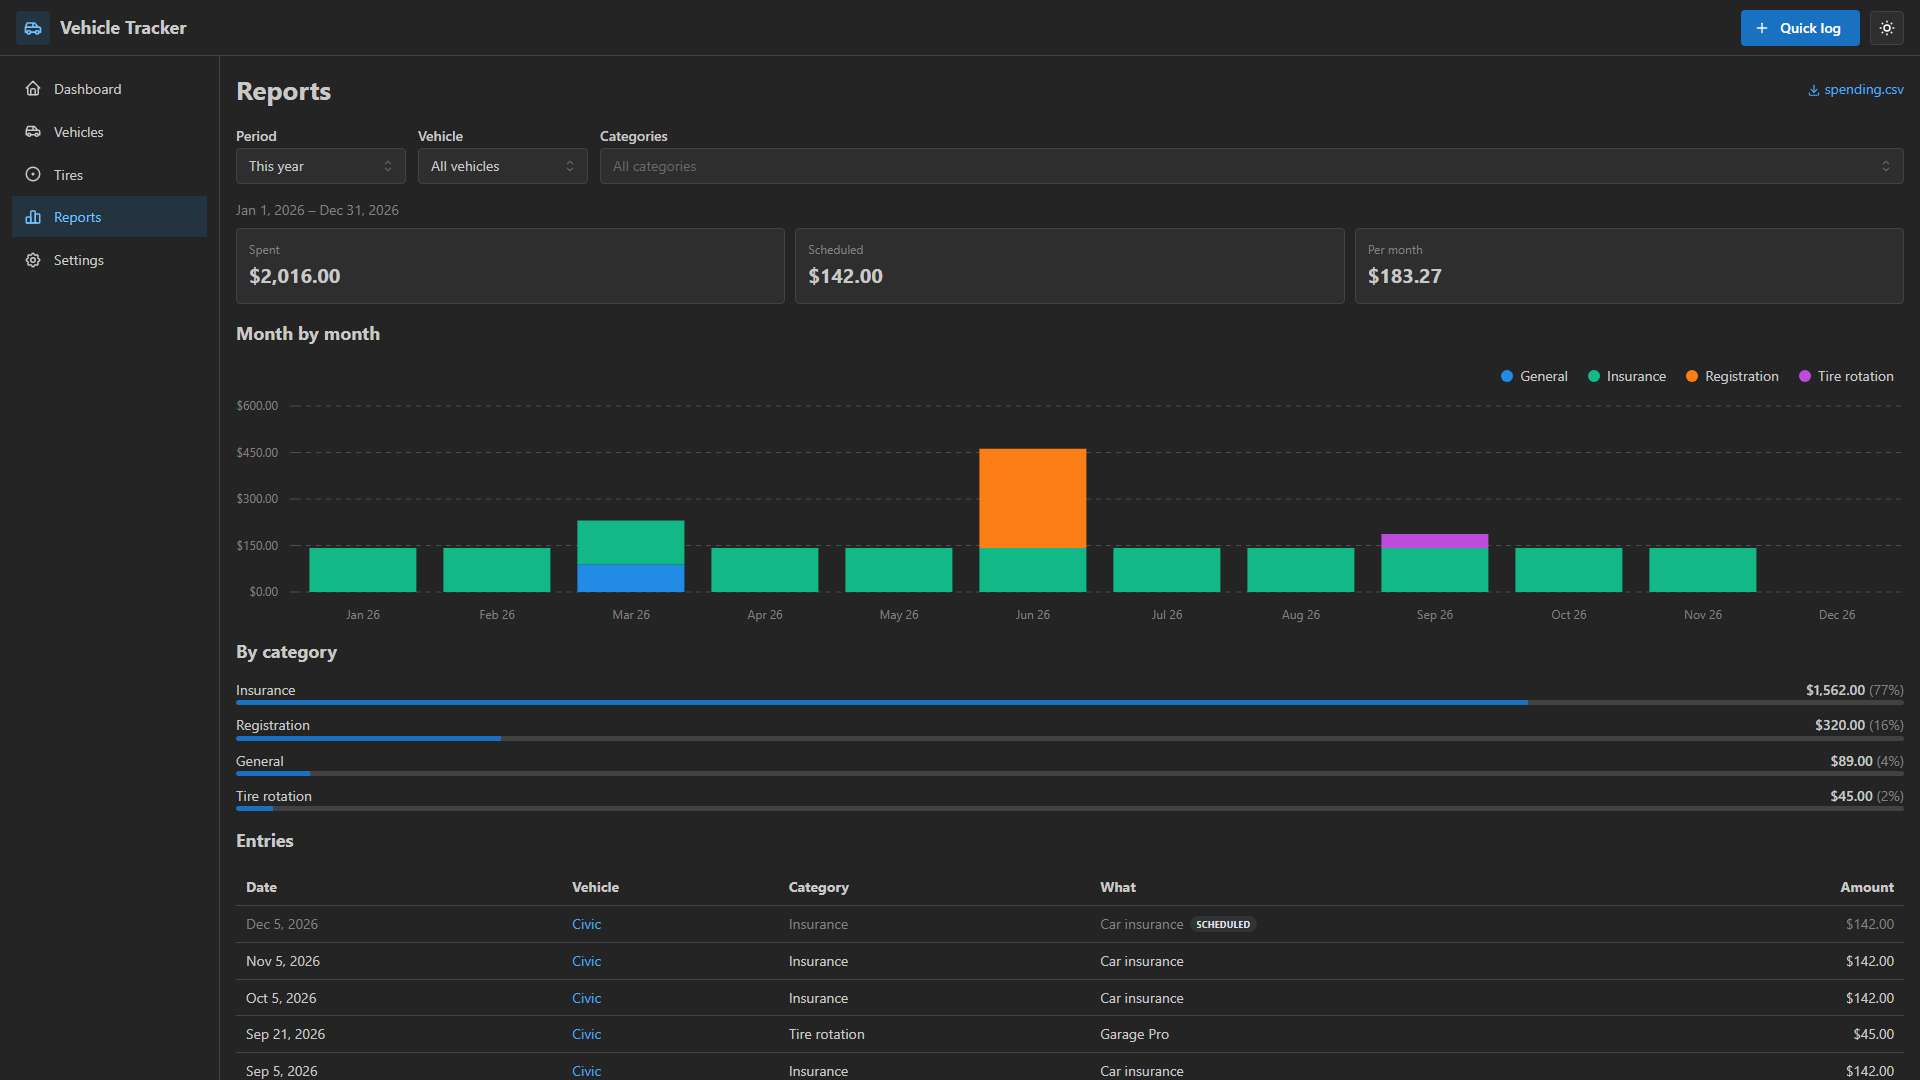 Vehicle Tracker
Quick log
Dashboard
Vehicles
Tires
Reports
Settings
Reports
spending.csv
Period Vehicle Categories
This year All vehicles All categories
Jan 1, 2026 – Dec 31, 2026
Spent Scheduled Per month
$2,016.00 $142.00 $183.27
Month by month
General Insurance Registration Tire rotation
$600.00
$450.00
$300.00
$150.00
$0.00
Jan 26 Feb 26 Mar 26 Apr 26 May 26 Jun 26 Jul 26 Aug 26 Sep 26 Oct 26 Nov 26 Dec 26
By category
Insurance $1,562.00 (77%)
Registration $320.00 (16%)
General $89.00 (4%)
Tire rotation $45.00 (2%)
Entries
Date Vehicle Category What Amount
Dec 5, 2026 Civic Insurance Car insurance SCHEDULED $142.00
Nov 5, 2026 Civic Insurance Car insurance $142.00
Oct 5, 2026 Civic Insurance Car insurance $142.00
Sep 21, 2026 Civic Tire rotation Garage Pro $45.00
Sep 5, 2026 Civic Insurance Car insurance $142.00